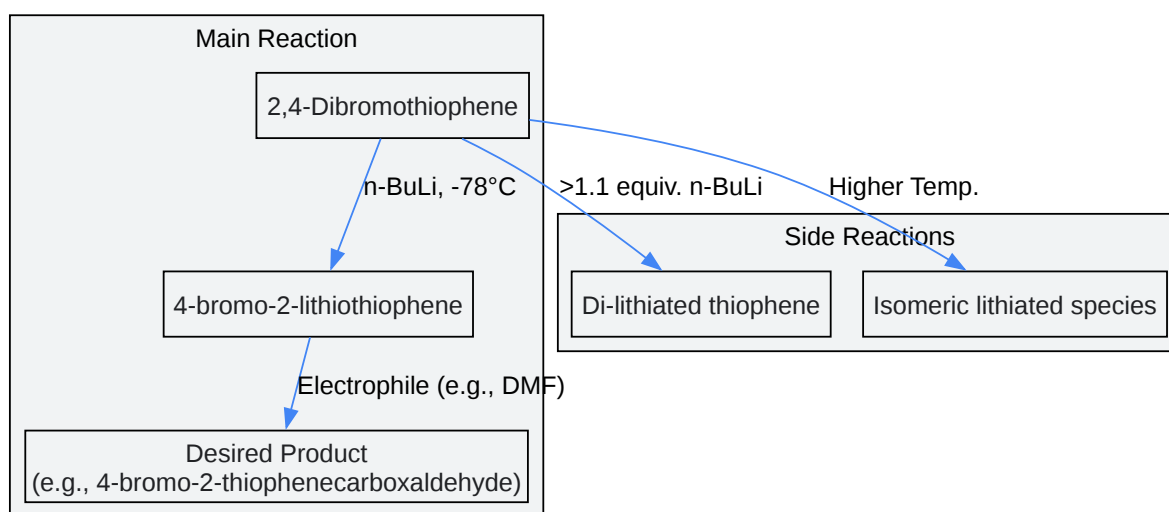 Main Reaction
2,4-Dibromothiophene
n-BuLi, -78°C
>1.1 equiv. n-BuLi
Higher Temp.
Side Reactions
4-bromo-2-lithiothiophene
Di-lithiated thiophene
Isomeric lithiated species
Electrophile (e.g., DMF)
Desired Product
(e.g., 4-bromo-2-thiophenecarboxaldehyde)